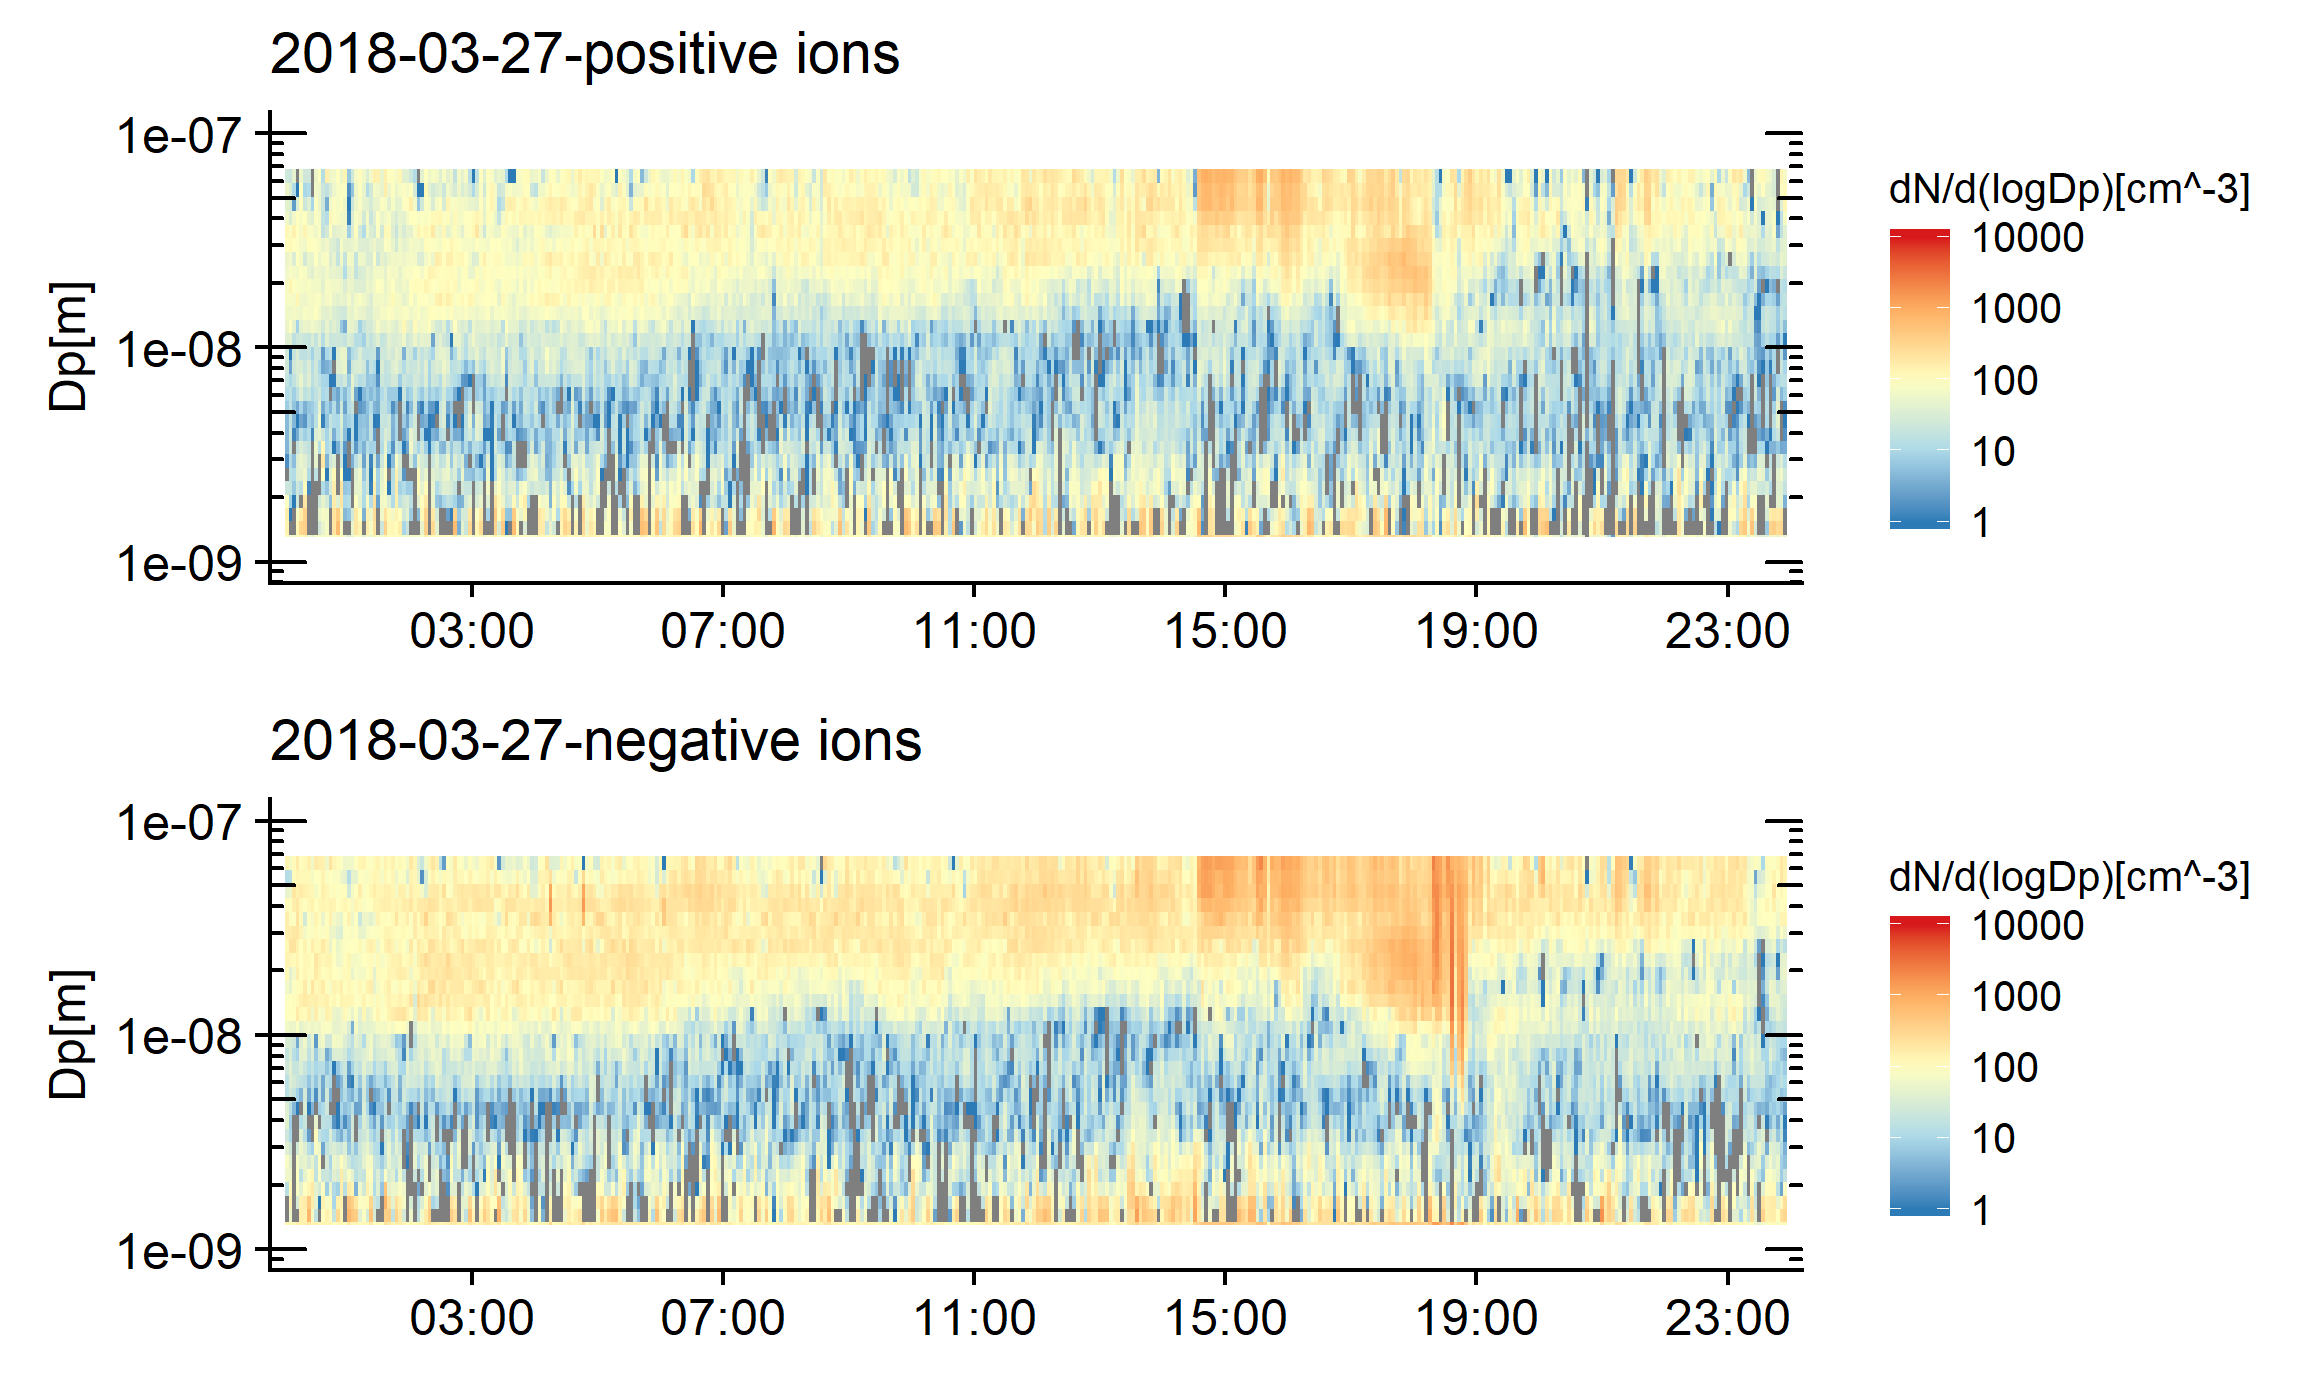 2018-03-27-positive ions
1e-07
1e-08
1e-09
Dp[m]
03:00 07:00 11:00 15:00 19:00 23:00
dN/d(logDp)[cm^-3]
10000
1000
100
10
1
2018-03-27-negative ions
1e-07
1e-08
1e-09
Dp[m]
03:00 07:00 11:00 15:00 19:00 23:00
dN/d(logDp)[cm^-3]
10000
1000
100
10
1